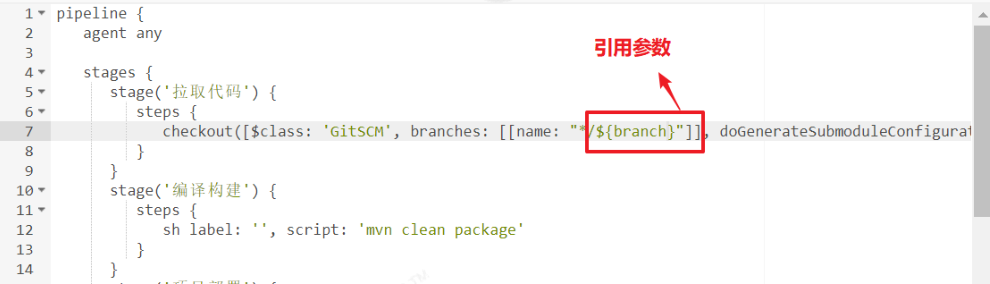 引用参数
1 pipeline {
2 agent any
3
4 stages {
5 stage('拉取代码') {
6 steps {
7 checkout([$class: 'GitSCM', branches: [[name: "*/${branch}"]], doGenerateSubmoduleConfigurat
8 }
9 }
10 stage('编译构建') {
11 steps {
12 sh label: '', script: 'mvn clean package'
13 }
14 }